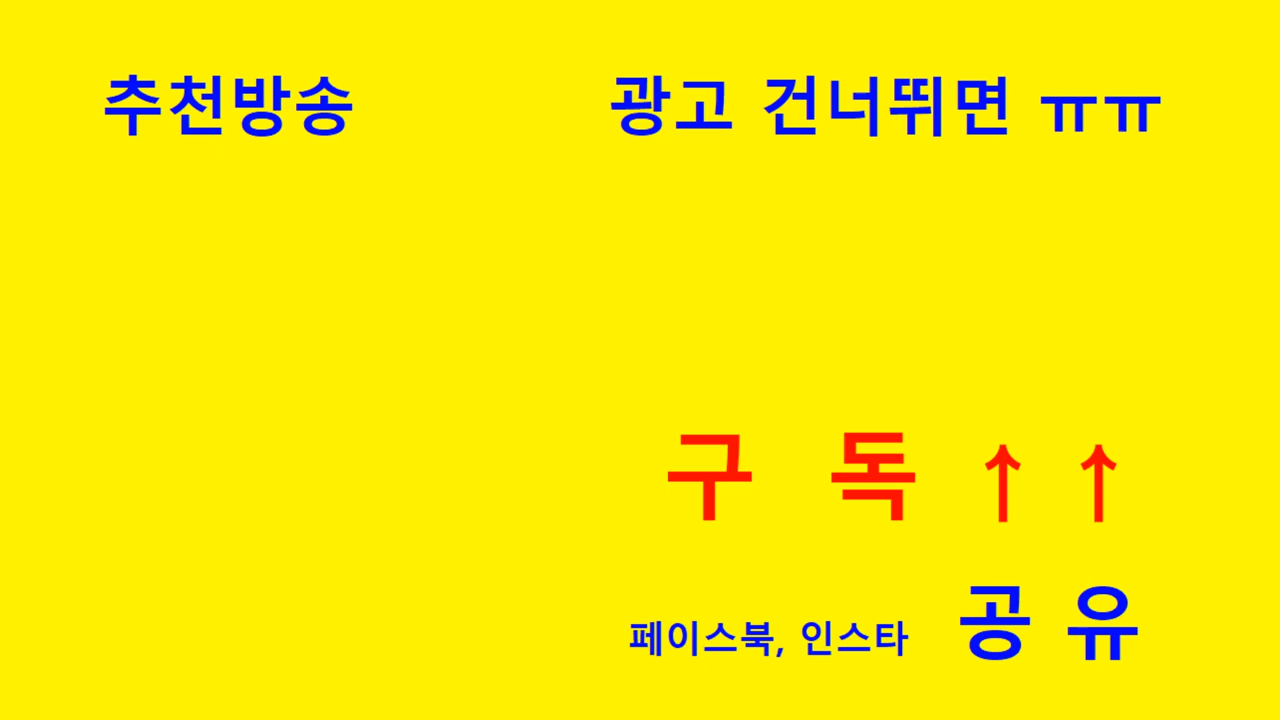 추천방송
광고 건너뛰면 ㅠㅠ
구 독 ↑ ↑
페이스북, 인스타 공 유